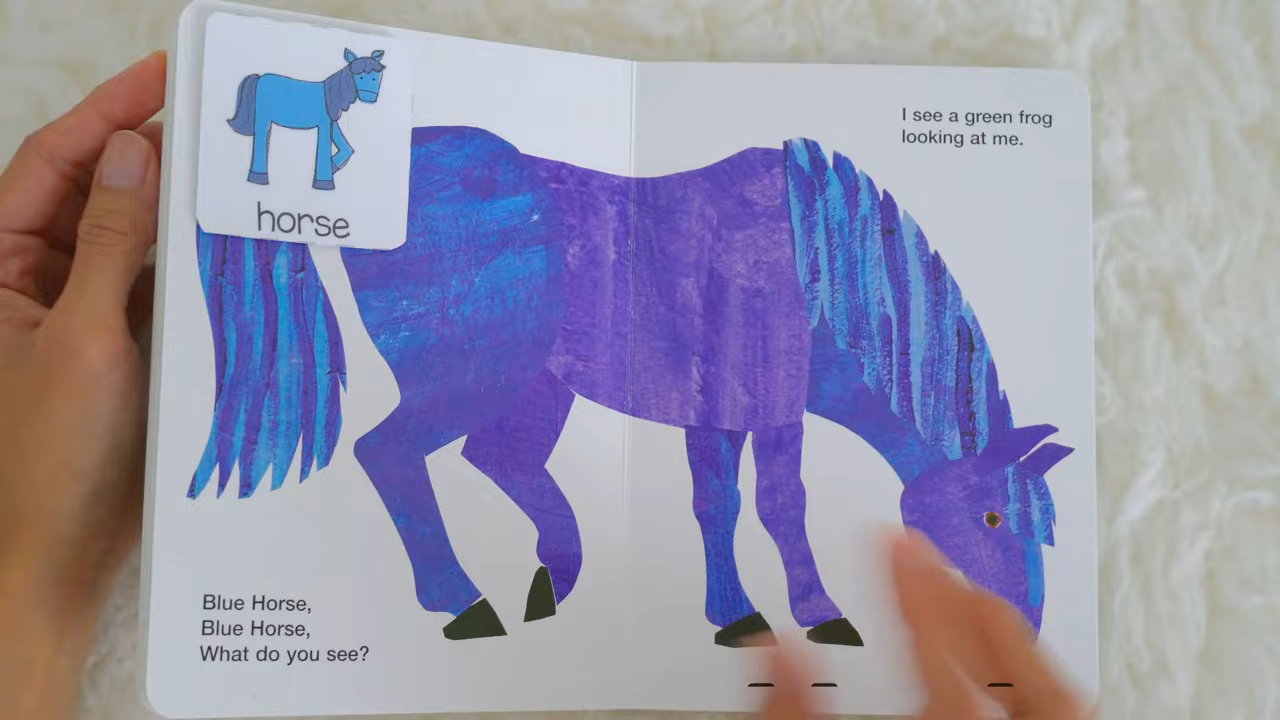 horse
I see a green frog
looking at me.
Blue Horse,
Blue Horse,
What do you see?